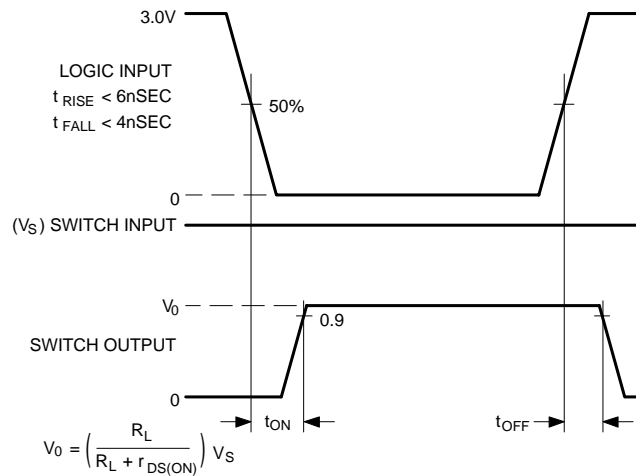 3.0V
LOGIC INPUT
t RISE < 6nSEC
t FALL < 4nSEC
50%
0
(VS) SWITCH INPUT
V0
0.9
SWITCH OUTPUT
0
tON
tOFF
V0 = ( RL / RL + r DS(ON) ) VS